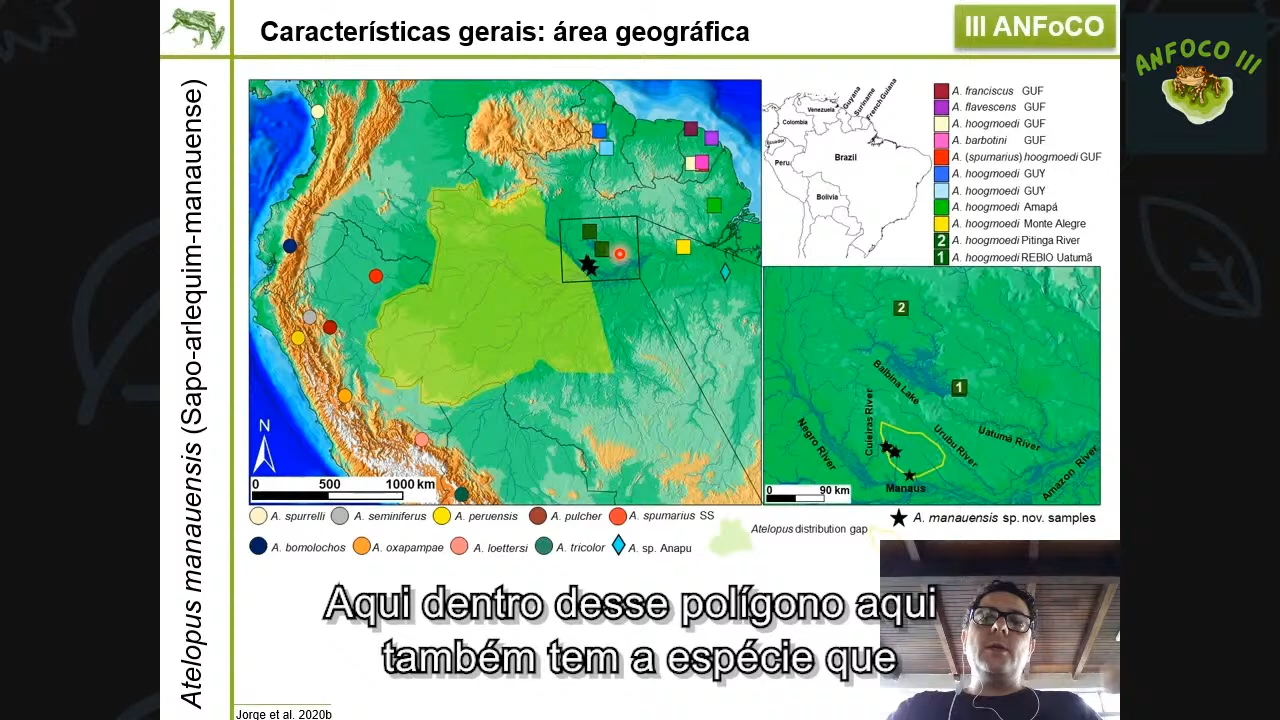 Características gerais: área geográfica
III ANFoCO
ANFOCO III
Atelopus manauensis (Sapo-arlequim-manauense)
Venezuela
Guyana
Suriname
French Guiana
Colombia
Ecuador
Peru
Brazil
Bolivia
A. franciscus GUF
A. flavescens GUF
A. hoogmoedi GUF
A. barbotini GUF
A. (spumarius) hoogmoedi GUF
A. hoogmoedi GUY
A. hoogmoedi GUY
A. hoogmoedi Amapá
A. hoogmoedi Monte Alegre
2 A. hoogmoedi Pitinga River
1 A. hoogmoedi REBIO Uatumã
N
0 500 1000 km
2
1
Balbina Lake
Cuieiras River
Negro River
Urubu River
Uatumã River
Amazon River
Manaus
0 90 km
A. spurrelli A. seminiferus A. peruensis A. pulcher A. spumarius SS
A. bomolochos A. oxapampae A. loettersi A. tricolor A. sp. Anapu
Atelopus distribution gap
A. manauensis sp. nov. samples
Aqui dentro desse polígono aqui
também tem a espécie que
Jorge et al. 2020b